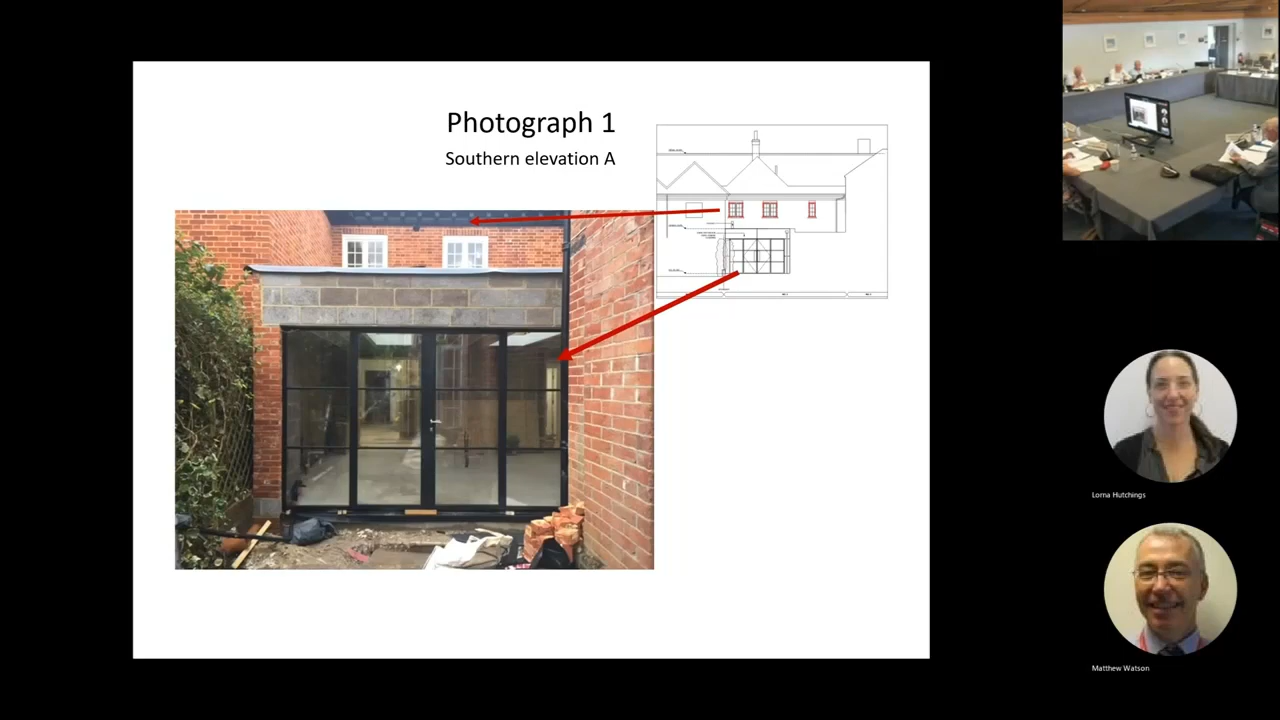 Photograph 1
Southern elevation A
Lorna Hutchings
Matthew Watson